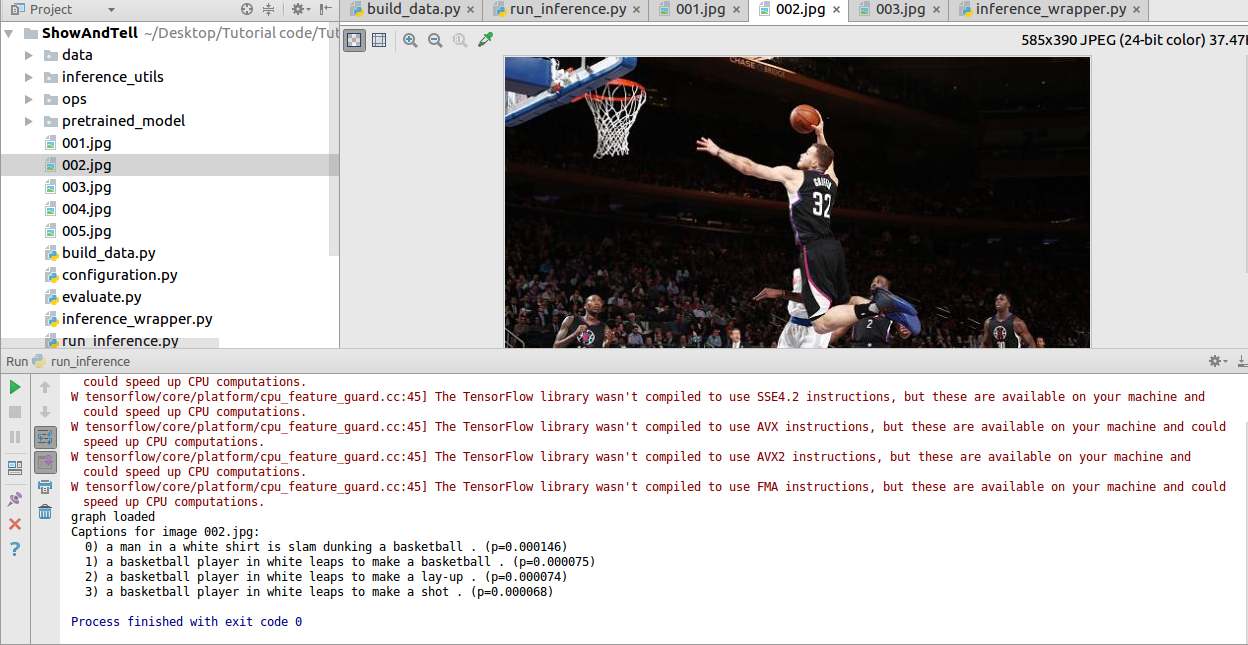 Project
build_data.py
run_inference.py
001.jpg
002.jpg
003.jpg
inference_wrapper.py
ShowAndTell ~/Desktop/Tutorial code/Tut
585x390 JPEG (24-bit color) 37.47
data
inference_utils
ops
pretrained_model
001.jpg
002.jpg
003.jpg
004.jpg
005.jpg
build_data.py
configuration.py
evaluate.py
inference_wrapper.py
run_inference.py
CHASE BRIDGE
GRIFFIN
32
2
30
Run run_inference
could speed up CPU computations.
W tensorflow/core/platform/cpu_feature_guard.cc:45] The TensorFlow library wasn't compiled to use SSE4.2 instructions, but these are available on your machine and
could speed up CPU computations.
W tensorflow/core/platform/cpu_feature_guard.cc:45] The TensorFlow library wasn't compiled to use AVX instructions, but these are available on your machine and could
speed up CPU computations.
W tensorflow/core/platform/cpu_feature_guard.cc:45] The TensorFlow library wasn't compiled to use AVX2 instructions, but these are available on your machine and
could speed up CPU computations.
W tensorflow/core/platform/cpu_feature_guard.cc:45] The TensorFlow library wasn't compiled to use FMA instructions, but these are available on your machine and could
speed up CPU computations.
graph loaded
Captions for image 002.jpg:
0) a man in a white shirt is slam dunking a basketball . (p=0.000146)
1) a basketball player in white leaps to make a basketball . (p=0.000075)
2) a basketball player in white leaps to make a lay-up . (p=0.000074)
3) a basketball player in white leaps to make a shot . (p=0.000068)
Process finished with exit code 0